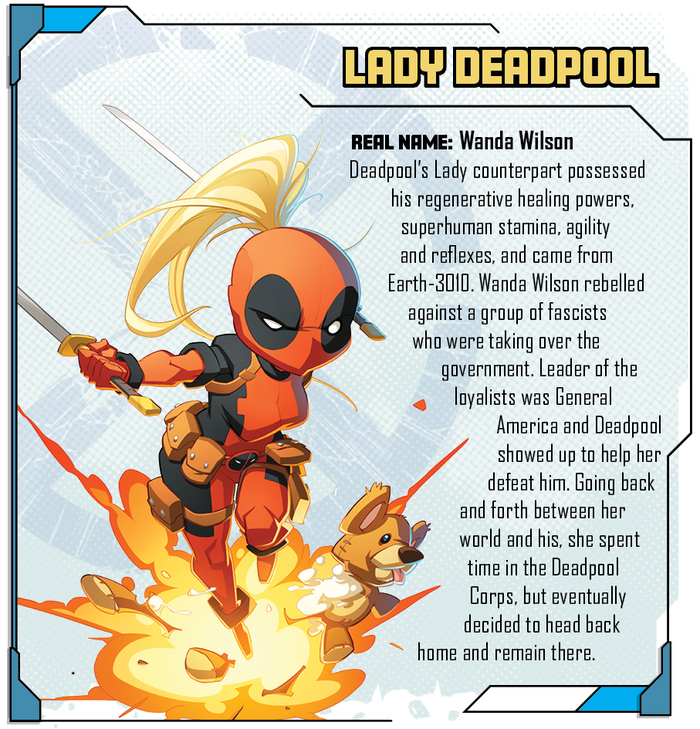 LADY DEADPOOL
REAL NAME: Wanda Wilson
Deadpool's Lady counterpart possessed
his regenerative healing powers,
superhuman stamina, agility
and reflexes, and came from
Earth-3010. Wanda Wilson rebelled
against a group of fascists
who were taking over the
government. Leader of the
loyalists was General
America and Deadpool
showed up to help her
defeat him. Going back
and forth between her
world and his, she spent
time in the Deadpool
Corps, but eventually
decided to head back
home and remain there.